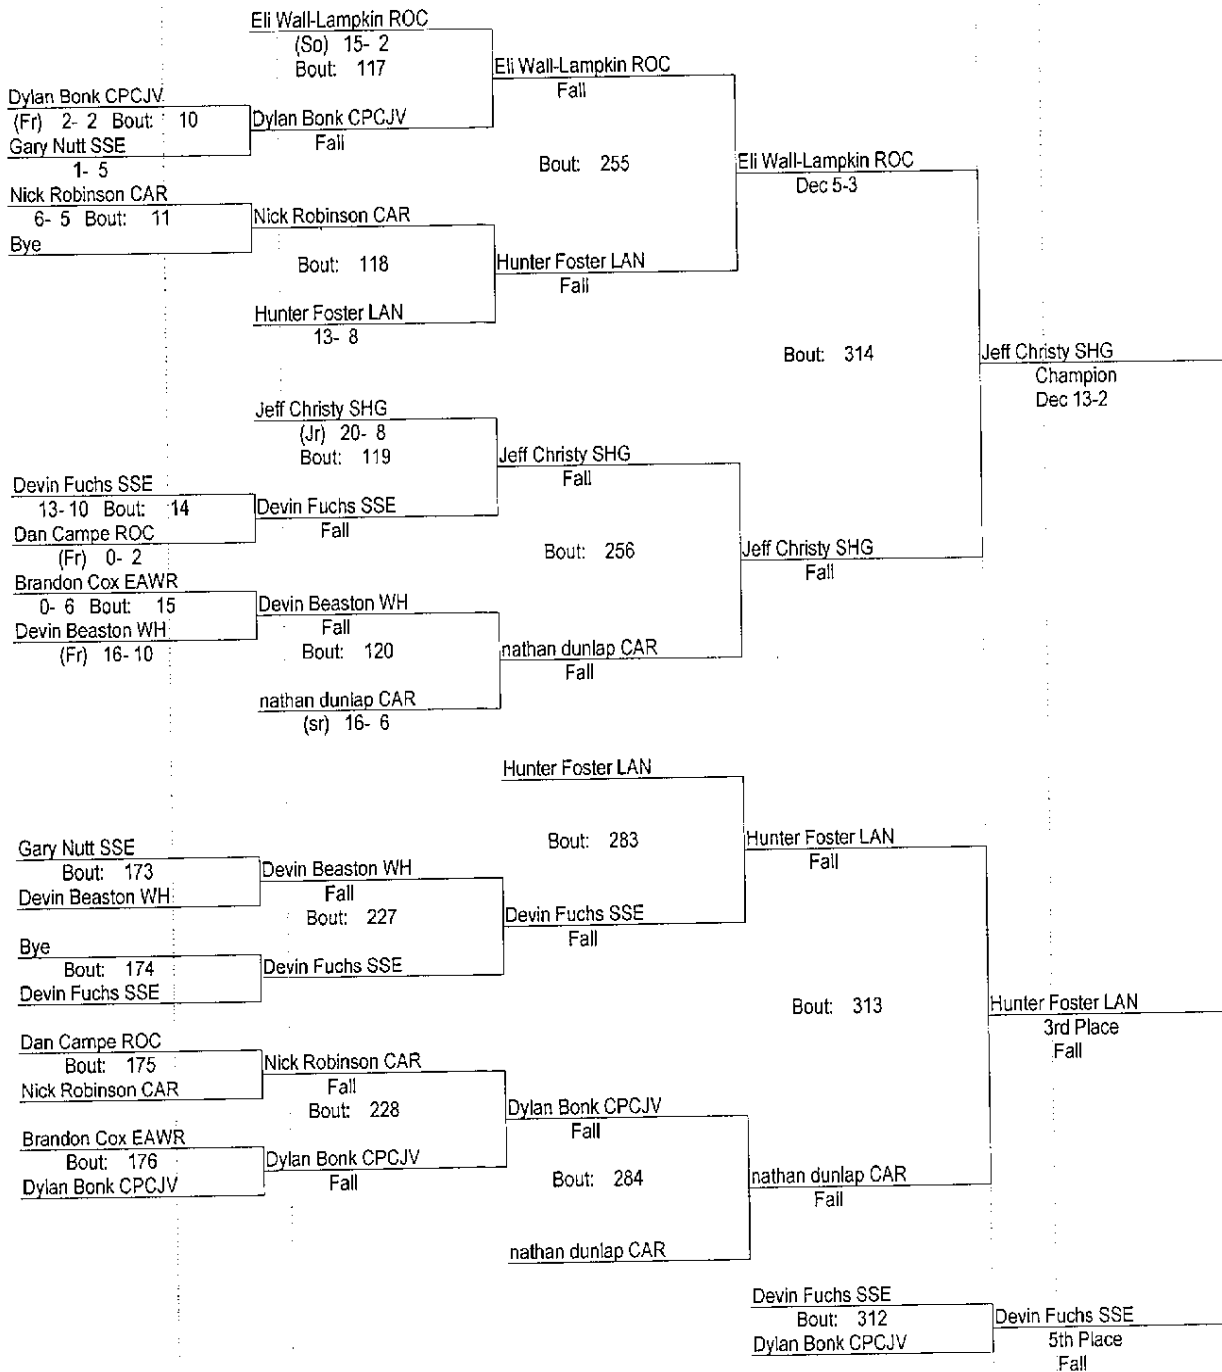 Eli Wall-Lampkin ROC
(So) 15- 2
Bout: 117
Eli Wall-Lampkin ROC
Fall
Dylan Bonk CPCJV
(Fr) 2- 2 Bout: 10
Dylan Bonk CPCJV
Fall
Gary Nutt SSE
1- 5
Bout: 255
Eli Wall-Lampkin ROC
Dec 5-3
Nick Robinson CAR
6- 5 Bout: 11
Nick Robinson CAR
Bye
Bout: 118
Hunter Foster LAN
Fall
Hunter Foster LAN
13- 8
Bout: 314
Jeff Christy SHG
Champion
Dec 13-2
Jeff Christy SHG
(Jr) 20- 8
Bout: 119
Jeff Christy SHG
Fall
Devin Fuchs SSE
13- 10 Bout: 14
Devin Fuchs SSE
Fall
Dan Campe ROC
(Fr) 0- 2
Bout: 256
Jeff Christy SHG
Fall
Brandon Cox EAWR
0- 6 Bout: 15
Devin Beaston WH
Fall
Devin Beaston WH
(Fr) 16- 10
Bout: 120
nathan dunlap CAR
Fall
nathan dunlap CAR
(sr) 16- 6
Hunter Foster LAN
Bout: 283
Hunter Foster LAN
Fall
Gary Nutt SSE
Bout: 173
Devin Beaston WH
Fall
Devin Beaston WH
Bout: 227
Devin Fuchs SSE
Fall
Bye
Bout: 174
Devin Fuchs SSE
Devin Fuchs SSE
Bout: 313
Hunter Foster LAN
3rd Place
Fall
Dan Campe ROC
Bout: 175
Nick Robinson CAR
Fall
Nick Robinson CAR
Bout: 228
Dylan Bonk CPCJV
Fall
Brandon Cox EAWR
Bout: 176
Dylan Bonk CPCJV
Fall
Dylan Bonk CPCJV
Bout: 284
nathan dunlap CAR
Fall
nathan dunlap CAR
Devin Fuchs SSE
Bout: 312
Devin Fuchs SSE
5th Place
Fall
Dylan Bonk CPCJV